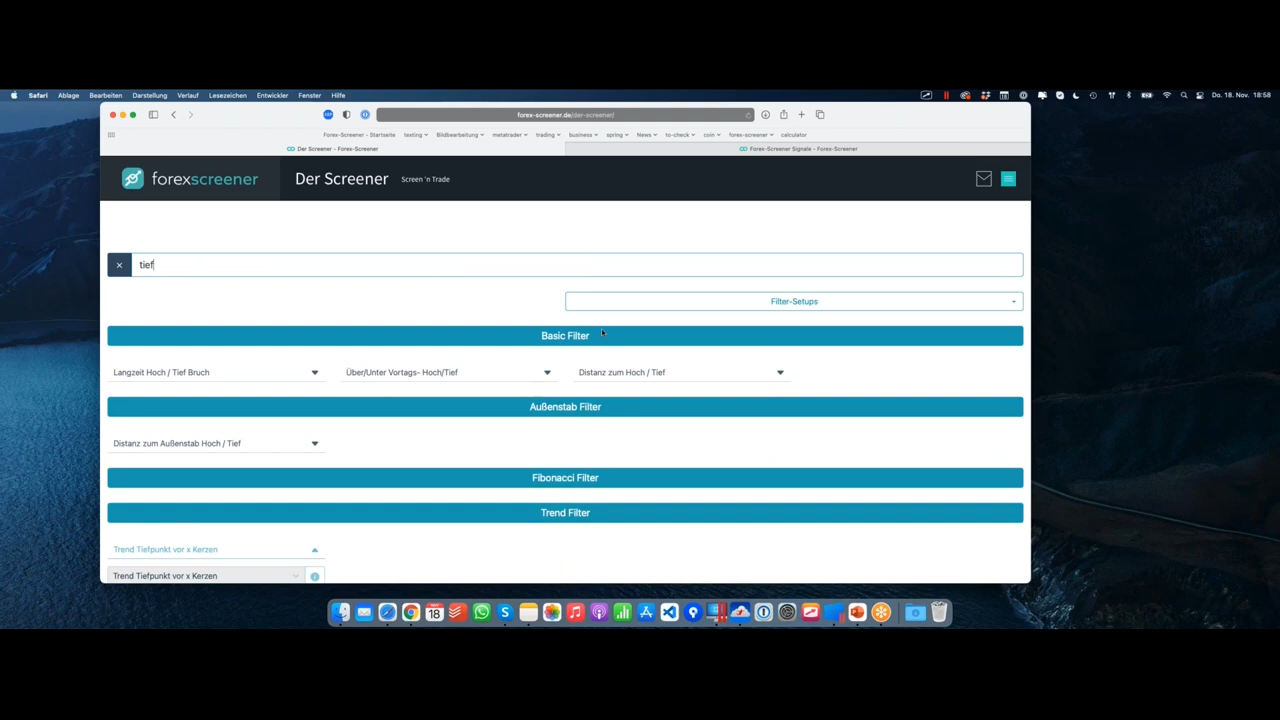 Safari Ablage Bearbeiten Darstellung Verlauf Lesezeichen Entwickler Fenster Hilfe Do. 18. Nov. 18:58
forex-screener.de/der-screener/
Forex-Screener - Startseite texting Bildbearbeitung metatrader trading business spring News to-check coin forex-screener calculator
Der Screener - Forex-Screener Forex-Screener Signale - Forex-Screener
forexscreener Der Screener Screen 'n Trade
tief
Filter-Setups
Basic Filter
Langzeit Hoch / Tief Bruch Über/Unter Vortags- Hoch/Tief Distanz zum Hoch / Tief
Außenstab Filter
Distanz zum Außenstab Hoch / Tief
Fibonacci Filter
Trend Filter
Trend Tiefpunkt vor x Kerzen
Trend Tiefpunkt vor x Kerzen
18